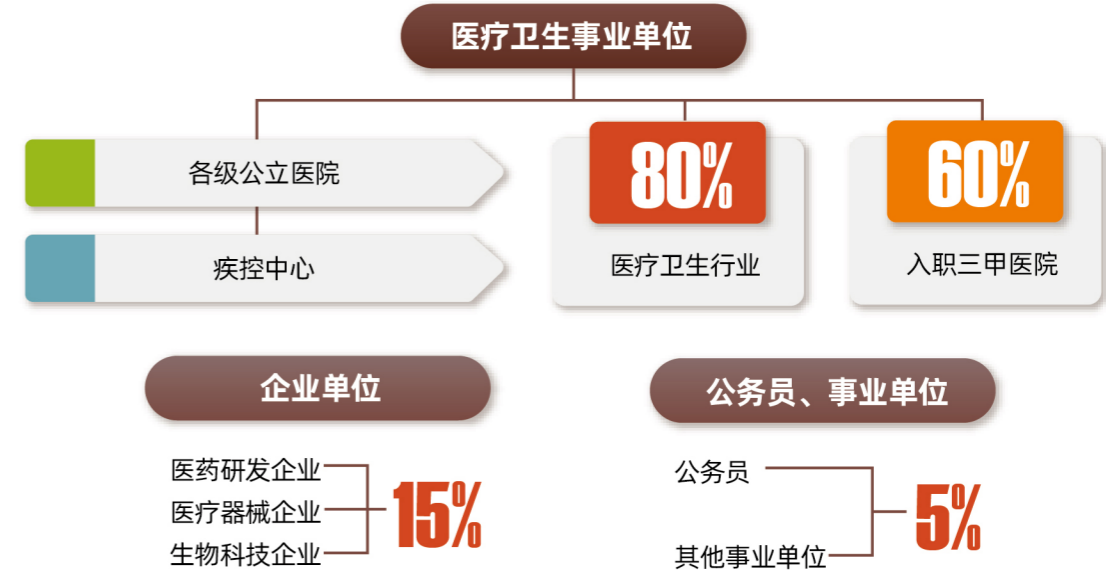 医疗卫生事业单位
各级公立医院
疾控中心
80%
医疗卫生行业
60%
入职三甲医院
企业单位
医药研发企业
医疗器械企业
生物科技企业
15%
公务员、事业单位
公务员
其他事业单位
5%